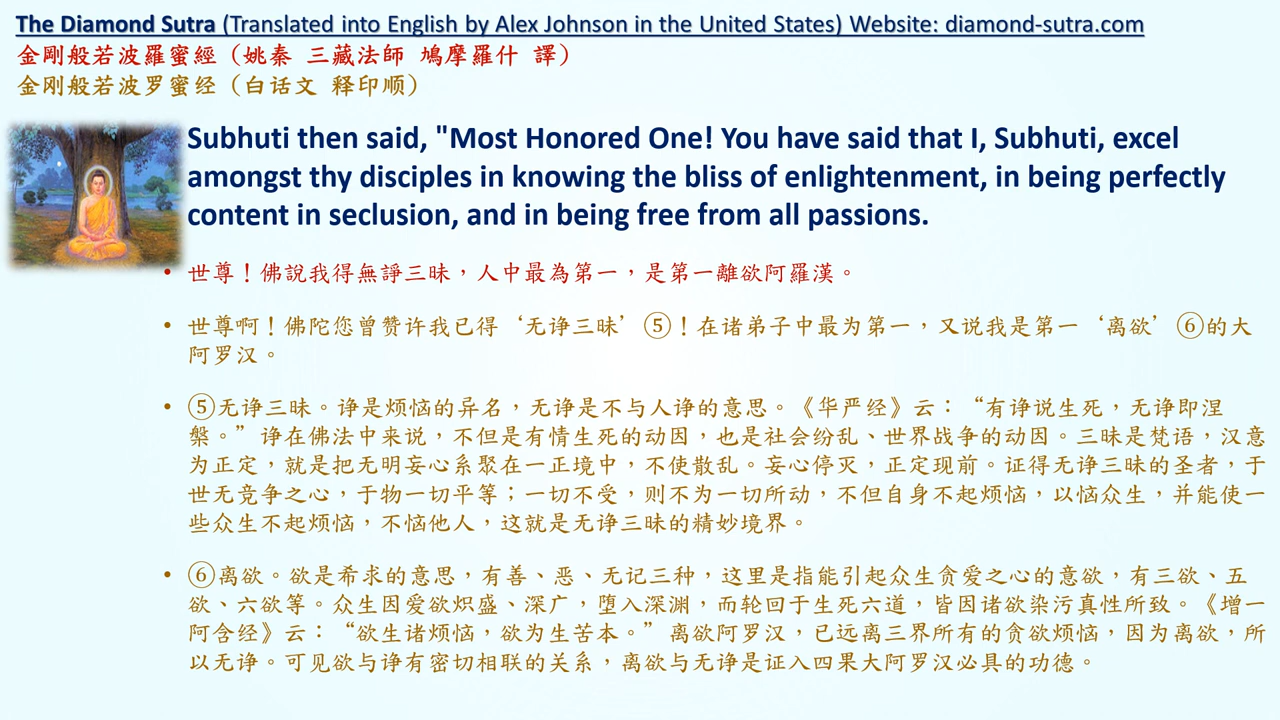 The Diamond Sutra (Translated into English by Alex Johnson in the United States) Website: diamond-sutra.com
金剛般若波羅蜜經（姚秦 三藏法師 鳩摩羅什 譯）
金刚般若波罗蜜经（白话文 释印顺）
Subhuti then said, "Most Honored One! You have said that I, Subhuti, excel
amongst thy disciples in knowing the bliss of enlightenment, in being perfectly
content in seclusion, and in being free from all passions.
• 世尊！佛說我得無諍三昧，人中最為第一，是第一離欲阿羅漢。
• 世尊啊！佛陀您曾赞许我已得‘无诤三昧’⑤！在诸弟子中最为第一，又说我是第一‘离欲’⑥的大
阿罗汉。
• ⑤无诤三昧。诤是烦恼的异名，无诤是不与人诤的意思。《华严经》云：“有诤说生死，无诤即涅
槃。”诤在佛法中来说，不但是有情生死的动因，也是社会纷乱、世界战争的动因。三昧是梵语，汉意
为正定，就是把无明妄心系聚在一正境中，不使散乱。妄心停灭，正定现前。证得无诤三昧的圣者，于
世无竞争之心，于物一切平等；一切不受，则不为一切所动，不但自身不起烦恼，以恼众生，并能使一
些众生不起烦恼，不恼他人，这就是无诤三昧的精妙境界。
• ⑥离欲。欲是希求的意思，有善、恶、无记三种，这里是指能引起众生贪爱之心的意欲，有三欲、五
欲、六欲等。众生因爱欲炽盛、深广，堕入深渊，而轮回于生死六道，皆因诸欲染污真性所致。《增一
阿含经》云：“欲生诸烦恼，欲为生苦本。”离欲阿罗汉，已远离三界所有的贪欲烦恼，因为离欲，所
以无诤。可见欲与诤有密切相联的关系，离欲与无诤是证入四果大阿罗汉必具的功德。